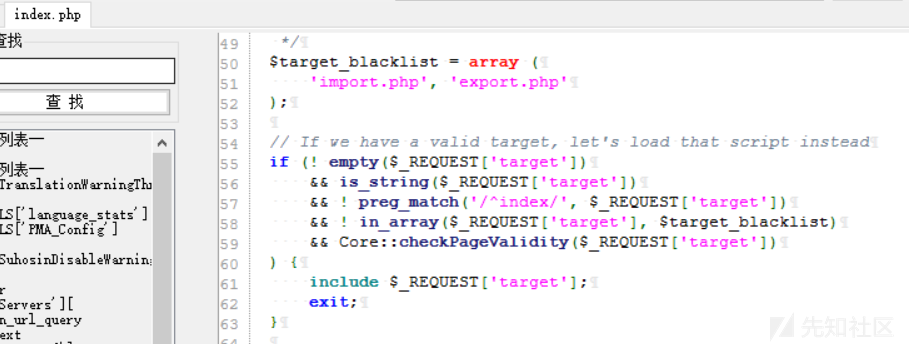 index.php
查找
查 找
列表一
列表一
TranslationWarningTh
LS['language_stats']
LS['PMA_Config']
SuhosinDisableWarning
r
Servers'][
n_url_query
ext
49 */
50 $target_blacklist = array (
51 'import.php', 'export.php'
52 );
53
54 // If we have a valid target, let's load that script instead
55 if (! empty($_REQUEST['target'])
56 && is_string($_REQUEST['target'])
57 && ! preg_match('/^index/', $_REQUEST['target'])
58 && ! in_array($_REQUEST['target'], $target_blacklist)
59 && Core::checkPageValidity($_REQUEST['target'])
60 ) {
61 include $_REQUEST['target'];
62 exit;
63 }
先知社区